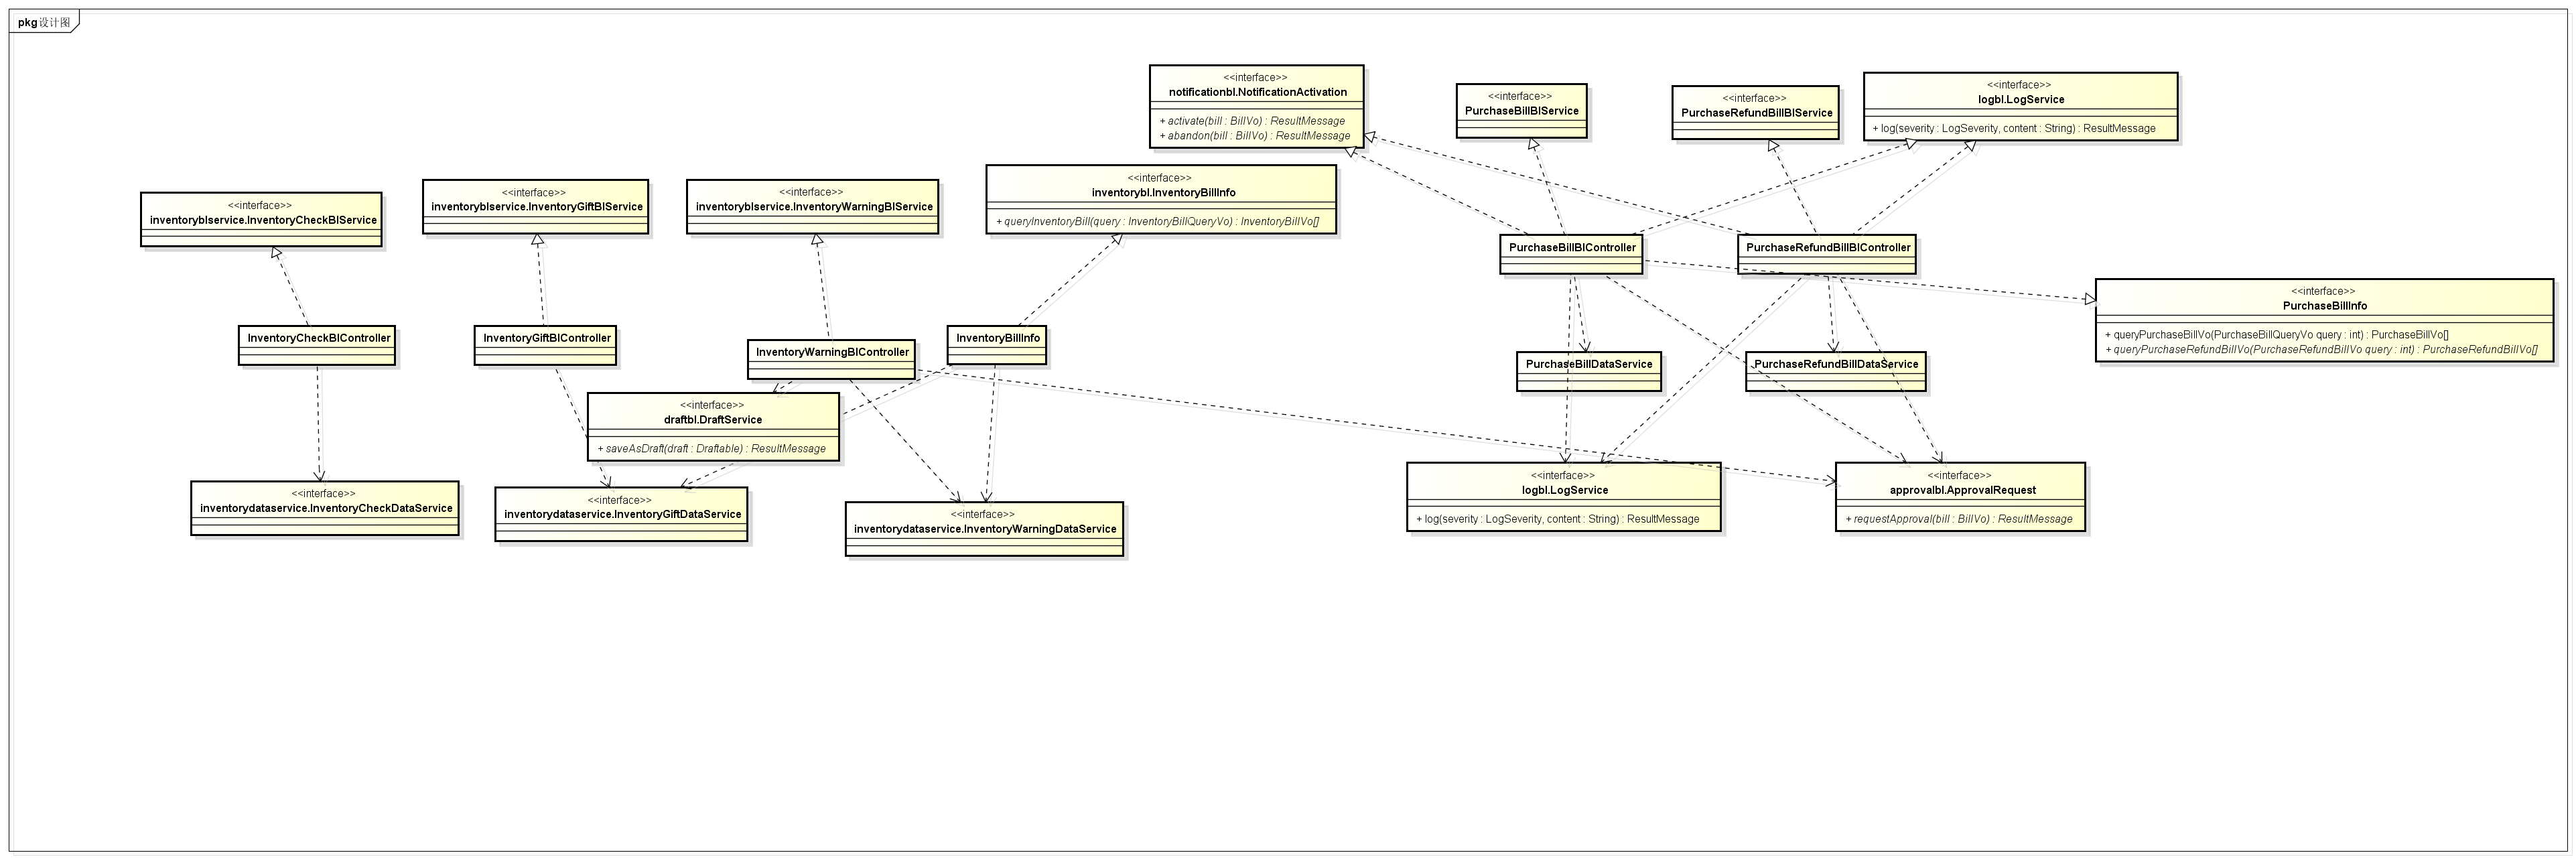 pkg 设计图
<<interface>>
notificationbl.NotificationActivation
+ activate(bill : BillVo) : ResultMessage
+ abandon(bill : BillVo) : ResultMessage
<<interface>>
PurchaseBillBlService
<<interface>>
PurchaseRefundBillBlService
<<interface>>
logbl.LogService
+ log(severity : LogSeverity, content : String) : ResultMessage
<<interface>>
inventoryblservice.InventoryCheckBlService
<<interface>>
inventoryblservice.InventoryGiftBlService
<<interface>>
inventoryblservice.InventoryWarningBlService
<<interface>>
inventorybl.InventoryBillInfo
+ queryInventoryBill(query : InventoryBillQueryVo) : InventoryBillVo[]
PurchaseBillBlController
PurchaseRefundBillBlController
<<interface>>
PurchaseBillInfo
+ queryPurchaseBillVo(PurchaseBillQueryVo query : int) : PurchaseBillVo[]
+ queryPurchaseRefundBillVo(PurchaseRefundBillVo query : int) : PurchaseRefundBillVo[]
InventoryCheckBlController
InventoryGiftBlController
InventoryWarningBlController
InventoryBillInfo
PurchaseBillDataService
PurchaseRefundBillDataService
<<interface>>
draftbl.DraftService
+ saveAsDraft(draft : Draftable) : ResultMessage
<<interface>>
inventorydataservice.InventoryCheckDataService
<<interface>>
inventorydataservice.InventoryGiftDataService
<<interface>>
inventorydataservice.InventoryWarningDataService
<<interface>>
logbl.LogService
+ log(severity : LogSeverity, content : String) : ResultMessage
<<interface>>
approvalbl.ApprovalRequest
+ requestApproval(bill : BillVo) : ResultMessage